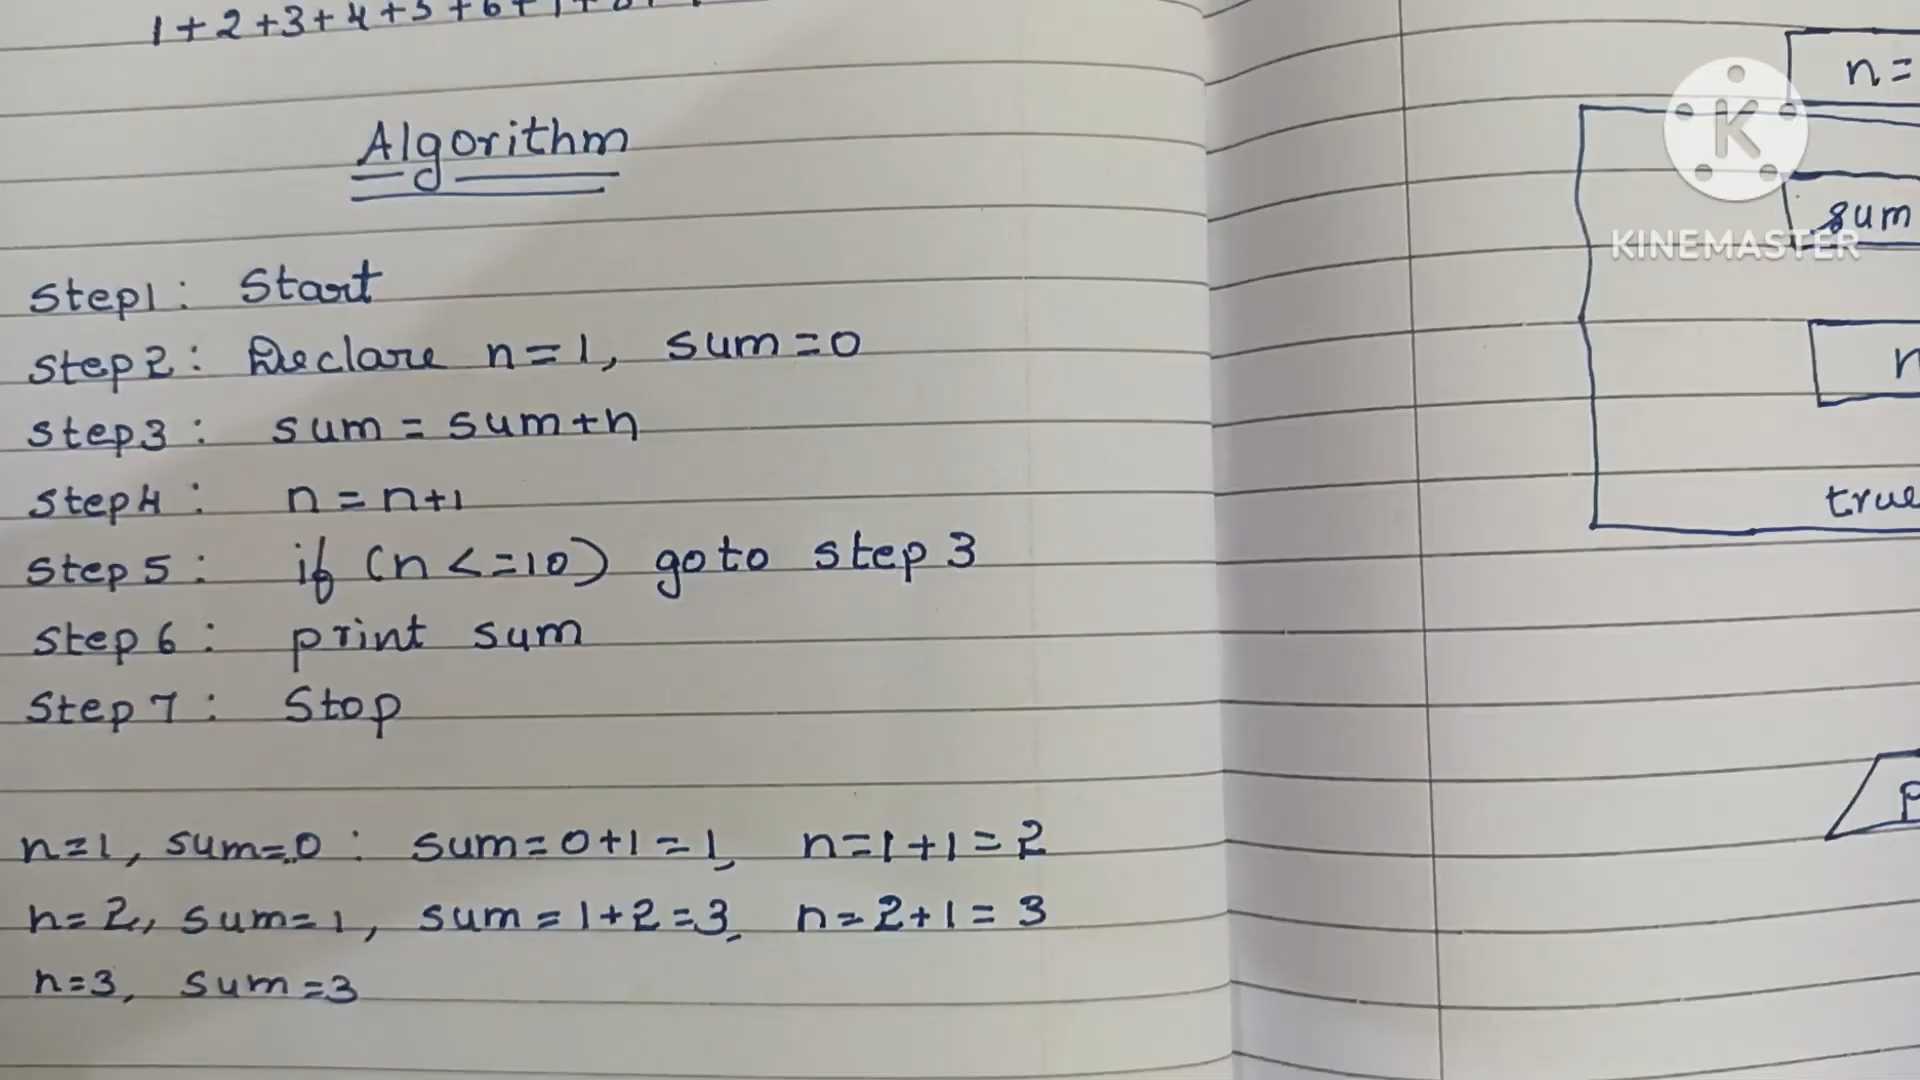 1+2+3+4+5+6+7+8+
Algorithm
Step1: Start
Step2: Declare n=1, sum=0
Step3: sum = sum+n
Step4: n=n+1
Step5: if (n<=10) goto step 3
Step6: print sum
Step7: Stop
n=1, sum=0 : sum=0+1=1, n=1+1=2
n=2, sum=1, sum=1+2=3, n=2+1=3
n=3, sum=3
n=
K
sum
KINEMASTER
n
true
P